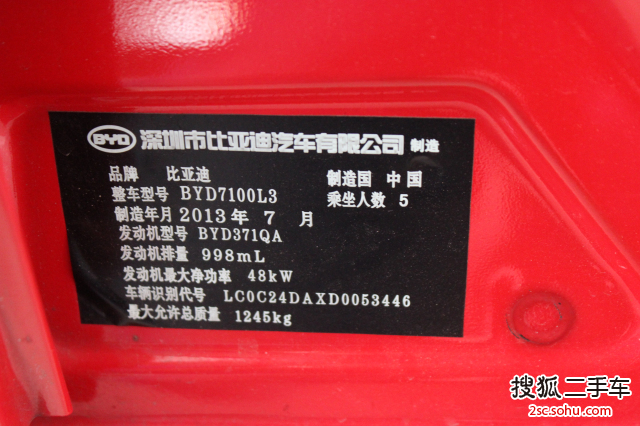 BYD 深圳市比亚迪汽车有限公司 制造
品牌 比亚迪 制造国 中国
整车型号 BYD7100L3 乘坐人数 5
制造年月 2013 年 7 月
发动机型号 BYD371QA
发动机排量 998mL
发动机最大净功率 48kW
车辆识别代号 LC0C24DAXD0053446
最大允许总质量 1245kg
搜狐二手车
2sc.sohu.com